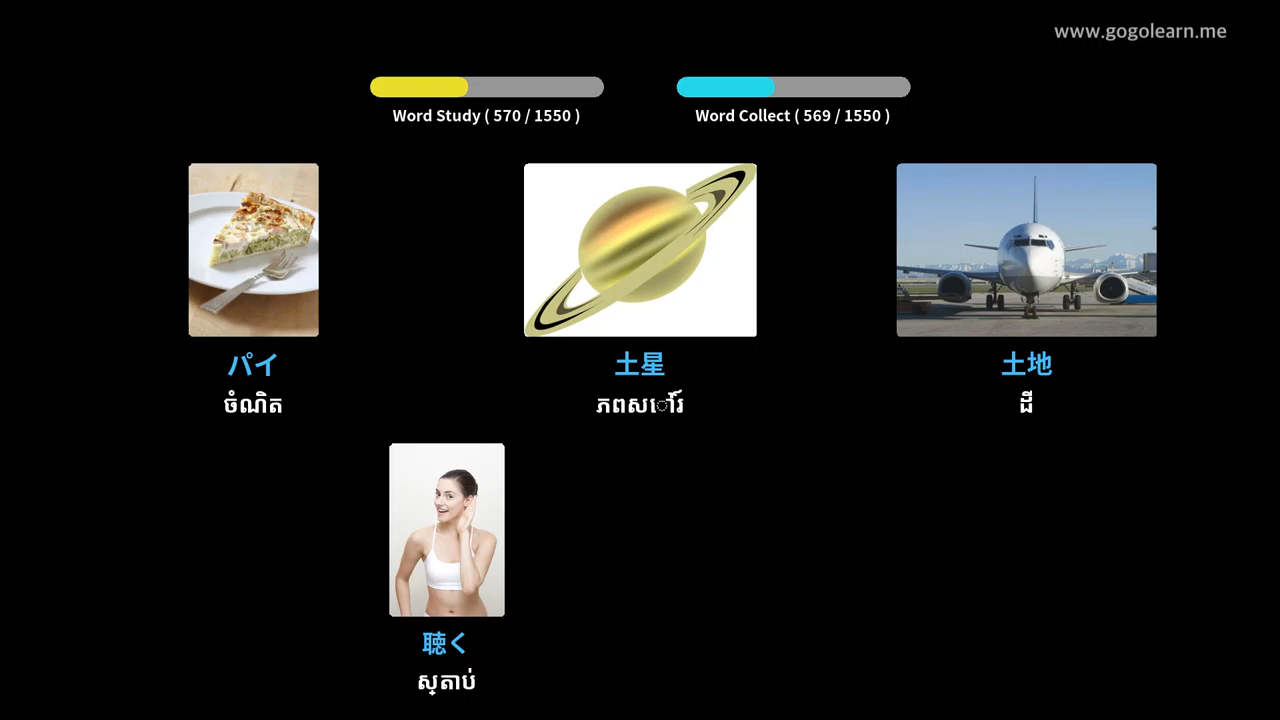 www.gogolearn.me
Word Study ( 570 / 1550 )
Word Collect ( 569 / 1550 )
パイ
土星
土地
ចំណិត
ភពសៅរ៍
ដី
聴く
ស្តាប់